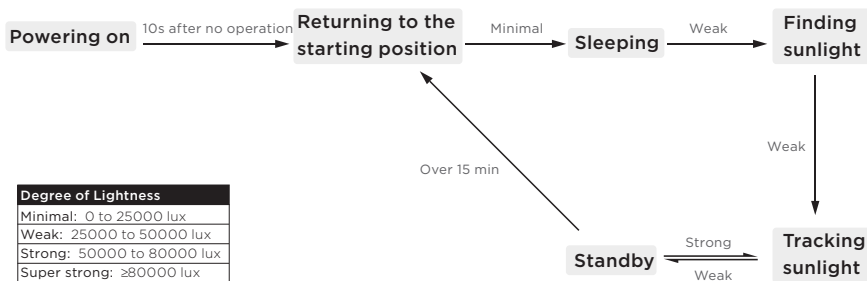 Powering on
10s after no operation
Returning to the
starting position
Minimal
Sleeping
Weak
Finding
sunlight
Weak
Over 15 min
Degree of Lightness
Minimal: 0 to 25000 lux
Weak: 25000 to 50000 lux
Strong: 50000 to 80000 lux
Super strong: ≥80000 lux
Standby
Strong
Weak
Tracking
sunlight